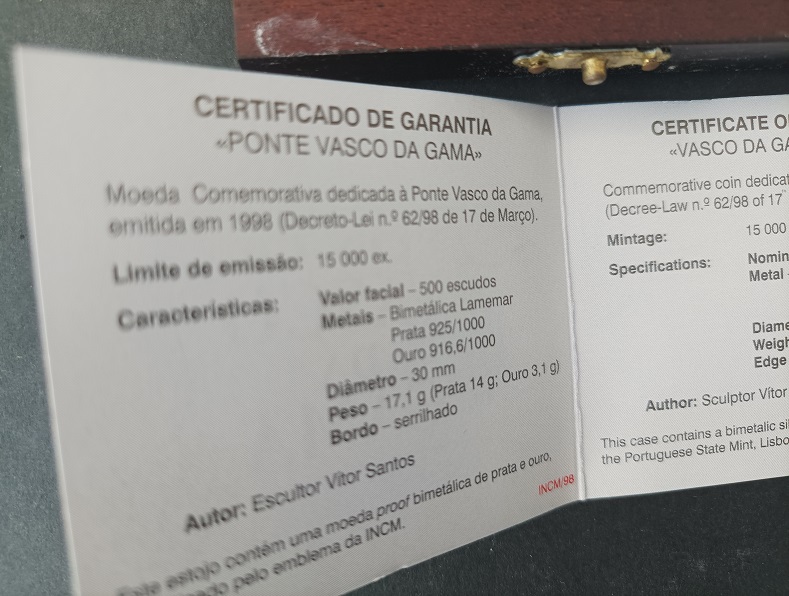 CERTIFICADO DE GARANTIA
«PONTE VASCO DA GAMA»
Moeda Comemorativa dedicada à Ponte Vasco da Gama,
emitida em 1998 (Decreto-Lei n.º 62/98 de 17 de Março).
Limite de emissão: 15 000 ex.
Características: Valor facial – 500 escudos
Metais – Bimetálica Lamemar
Prata 925/1000
Ouro 916,6/1000
Diâmetro – 30 mm
Peso – 17,1 g (Prata 14 g; Ouro 3,1 g)
Bordo – serrilhado
Autor: Escultor Vítor Santos
Este estojo contém uma moeda proof bimetálica de prata e ouro,
pelo emblema da INCM.
INCM/98
CERTIFICATE O
«VASCO DA GA
Commemorative coin dedicat
(Decree-Law n.º 62/98 of 17
Mintage: 15 000
Specifications: Nomin
Metal -
Diame
Weigh
Edge
Author: Sculptor Vítor
This case contains a bimetalic sil
the Portuguese State Mint, Lisbo